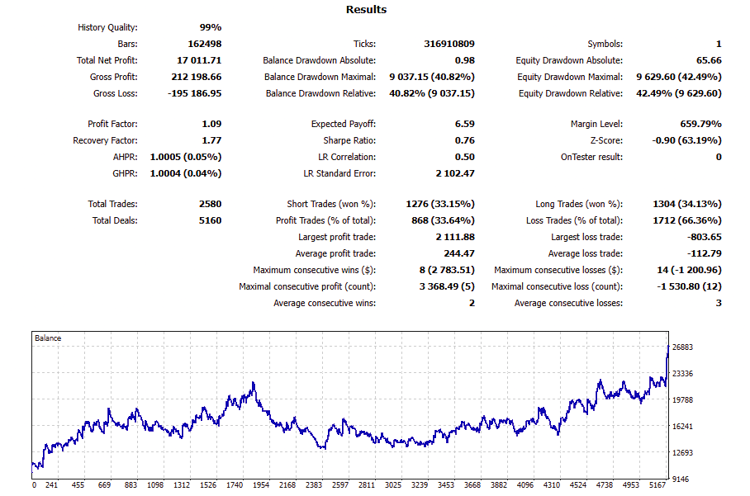 Results
History Quality: 99%
Bars: 162498 Ticks: 316910809 Symbols: 1
Total Net Profit: 17 011.71 Balance Drawdown Absolute: 0.98 Equity Drawdown Absolute: 65.66
Gross Profit: 212 198.66 Balance Drawdown Maximal: 9 037.15 (40.82%) Equity Drawdown Maximal: 9 629.60 (42.49%)
Gross Loss: -195 186.95 Balance Drawdown Relative: 40.82% (9 037.15) Equity Drawdown Relative: 42.49% (9 629.60)
Profit Factor: 1.09 Expected Payoff: 6.59 Margin Level: 659.79%
Recovery Factor: 1.77 Sharpe Ratio: 0.76 Z-Score: -0.90 (63.19%)
AHPR: 1.0005 (0.05%) LR Correlation: 0.50 OnTester result: 0
GHPR: 1.0004 (0.04%) LR Standard Error: 2 102.47
Total Trades: 2580 Short Trades (won %): 1276 (33.15%) Long Trades (won %): 1304 (34.13%)
Total Deals: 5160 Profit Trades (% of total): 868 (33.64%) Loss Trades (% of total): 1712 (66.36%)
Largest profit trade: 2 111.88 Largest loss trade: -803.65
Average profit trade: 244.47 Average loss trade: -112.79
Maximum consecutive wins ($): 8 (2 783.51) Maximum consecutive losses ($): 14 (-1 200.96)
Maximal consecutive profit (count): 3 368.49 (5) Maximal consecutive loss (count): -1 530.80 (12)
Average consecutive wins: 2 Average consecutive losses: 3
Balance
26883
23336
19788
16241
12693
9146
0 241 455 669 883 1098 1312 1526 1740 1954 2168 2383 2597 2811 3025 3239 3453 3668 3882 4096 4310 4524 4738 4953 5167